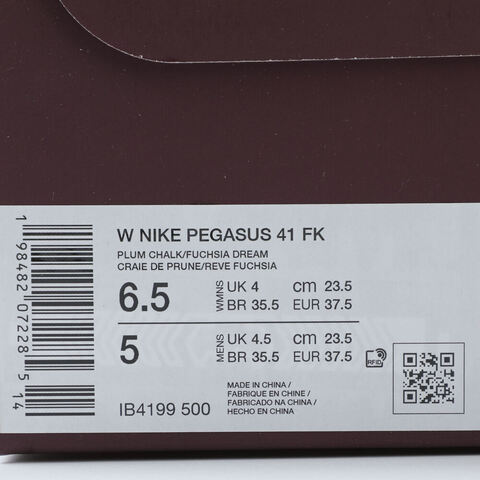 W NIKE PEGASUS 41 FK
PLUM CHALK/FUCHSIA DREAM
CRAIE DE PRUNE/REVE FUCHSIA
6.5 WMNS UK 4 cm 23.5
BR 35.5 EUR 37.5
5 MENS UK 4.5 cm 23.5
BR 35.5 EUR 37.5
RFID
IB4199 500
MADE IN CHINA /
FABRIQUE EN CHINE /
FABRICADO NA CHINA /
HECHO EN CHINA
1 98482 07228 5 14